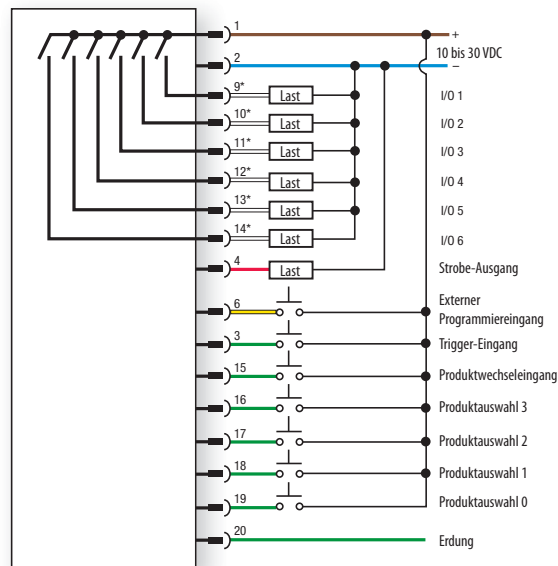 1 +
10 bis 30 VDC
2 –
9* Last I/O 1
10* Last I/O 2
11* Last I/O 3
12* Last I/O 4
13* Last I/O 5
14* Last I/O 6
4 Last Strobe-Ausgang
6 Externer
Programmiereingang
3 Trigger-Eingang
15 Produktwechseleingang
16 Produktauswahl 3
17 Produktauswahl 2
18 Produktauswahl 1
19 Produktauswahl 0
20 Erdung